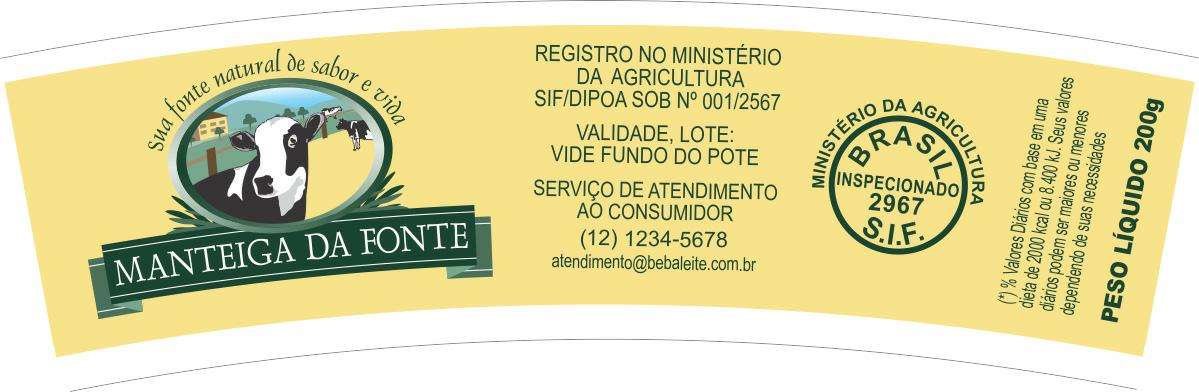 Sua fonte natural de sabor e vida
MANTEIGA DA FONTE
REGISTRO NO MINISTÉRIO
DA AGRICULTURA
SIF/DIPOA SOB Nº 001/2567
VALIDADE, LOTE:
VIDE FUNDO DO POTE
SERVIÇO DE ATENDIMENTO
AO CONSUMIDOR
(12) 1234-5678
atendimento@bebaleite.com.br
MINISTÉRIO DA AGRICULTURA
BRASIL
INSPECIONADO
2967
S.I.F.
(*) % Valores Diários com base em uma
dieta de 2000 kcal ou 8.400 kJ. Seus valores
diários podem ser maiores ou menores
dependendo de suas necessidades
PESO LÍQUIDO 200g